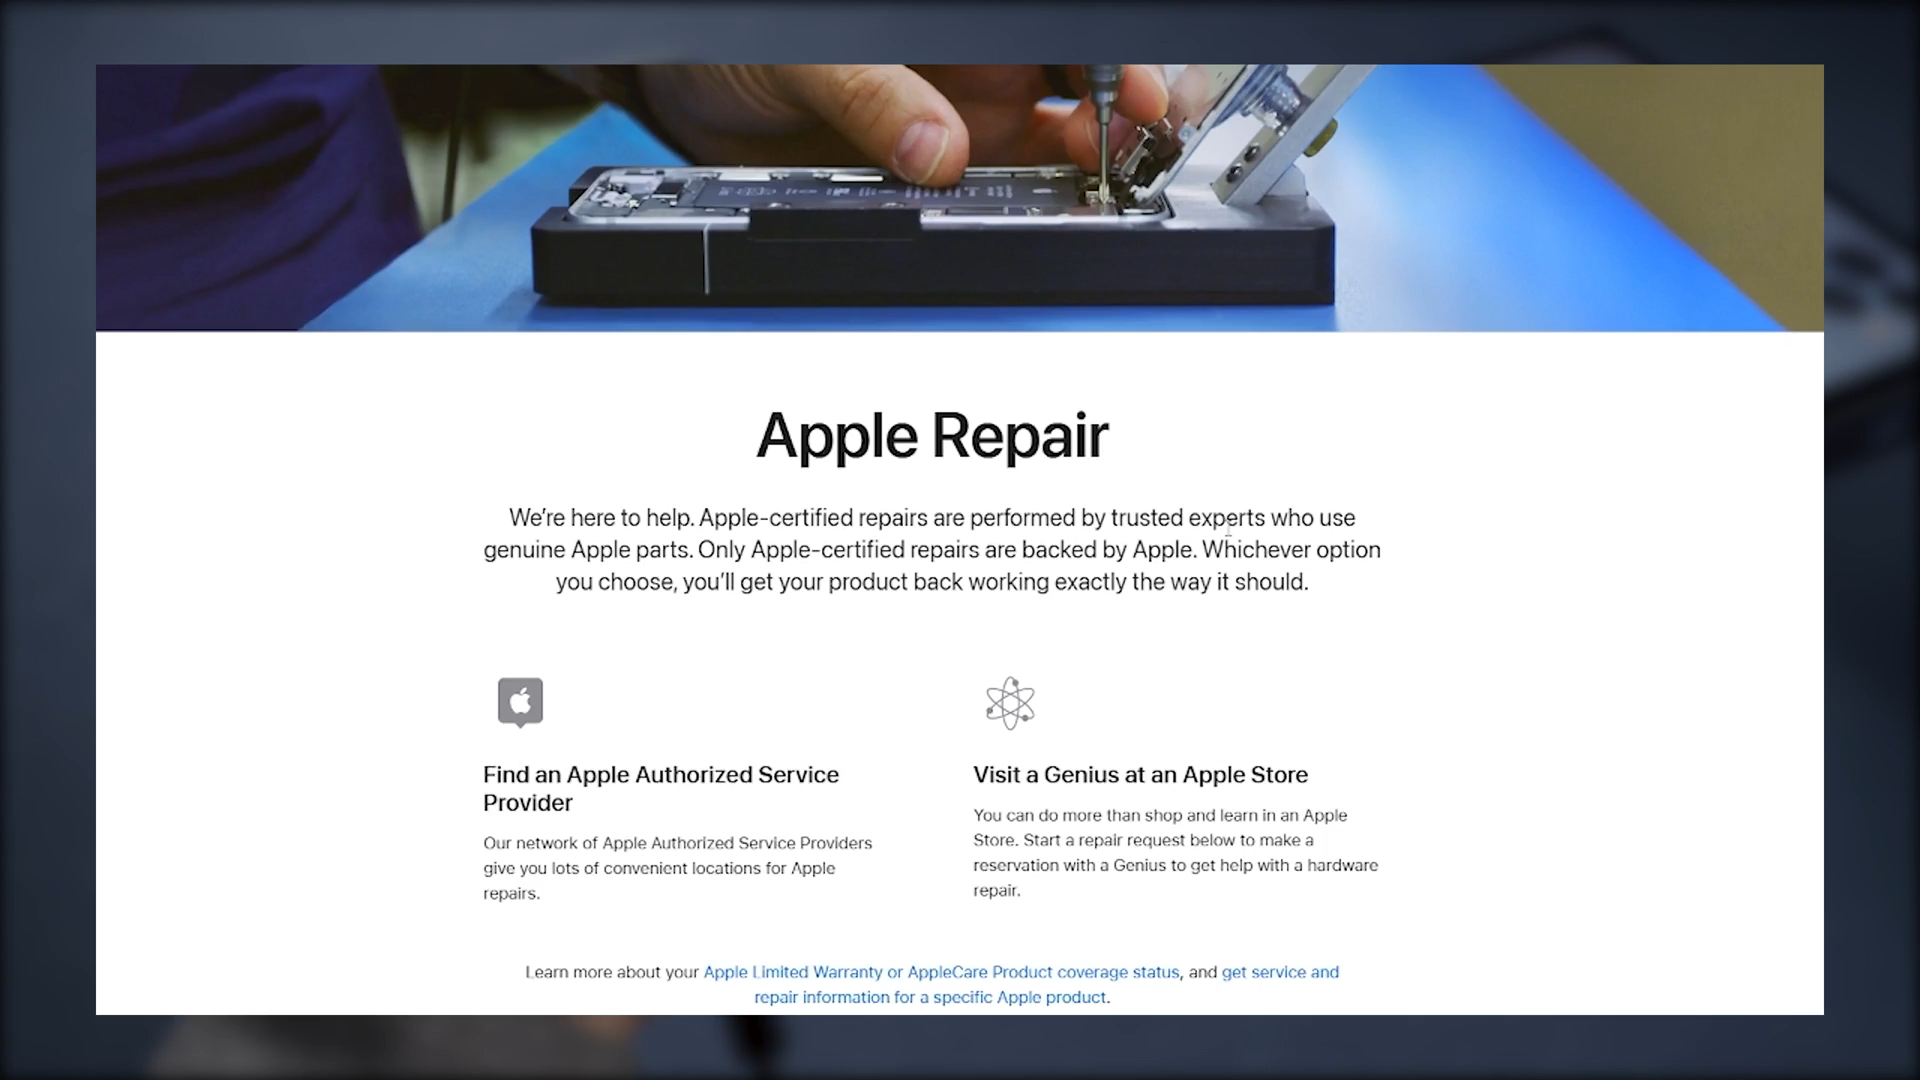 Apple Repair
We’re here to help. Apple-certified repairs are performed by trusted experts who use
genuine Apple parts. Only Apple-certified repairs are backed by Apple. Whichever option
you choose, you’ll get your product back working exactly the way it should.
Find an Apple Authorized Service
Provider
Our network of Apple Authorized Service Providers
give you lots of convenient locations for Apple
repairs.
Visit a Genius at an Apple Store
You can do more than shop and learn in an Apple
Store. Start a repair request below to make a
reservation with a Genius to get help with a hardware
repair.
Learn more about your Apple Limited Warranty or AppleCare Product coverage status, and get service and
repair information for a specific Apple product.